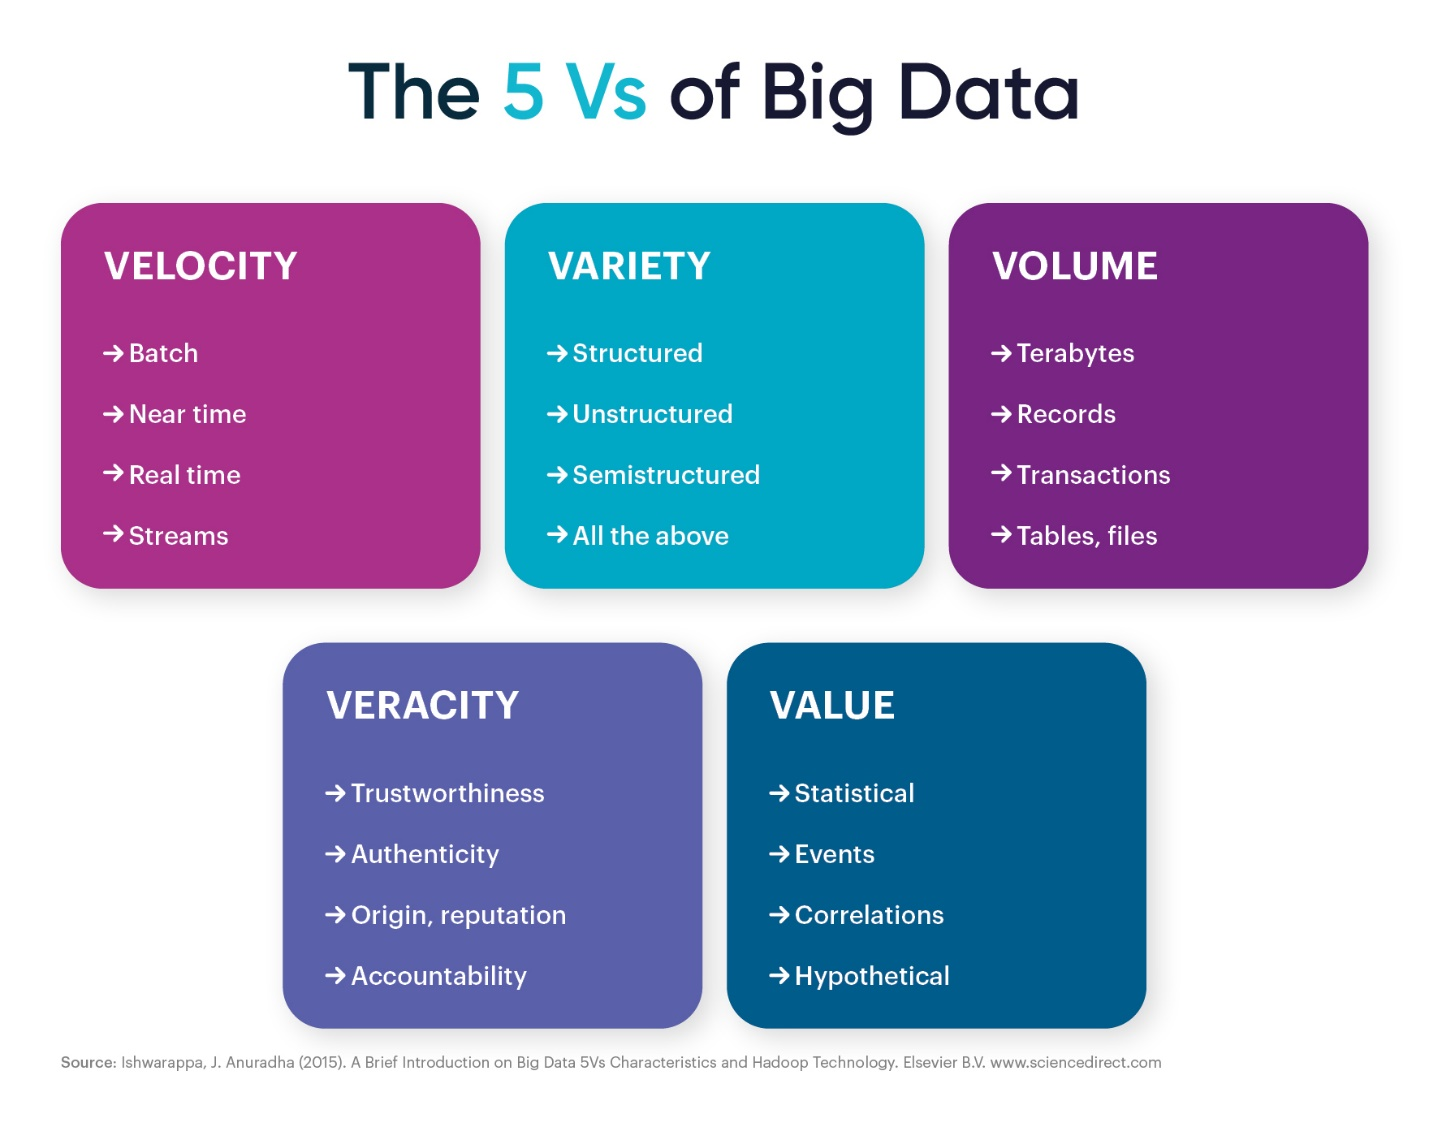 The 5 Vs of Big Data
VELOCITY
→ Batch
→ Near time
→ Real time
→ Streams
VARIETY
→ Structured
→ Unstructured
→ Semistructured
→ All the above
VOLUME
→ Terabytes
→ Records
→ Transactions
→ Tables, files
VERACITY
→ Trustworthiness
→ Authenticity
→ Origin, reputation
→ Accountability
VALUE
→ Statistical
→ Events
→ Correlations
→ Hypothetical
Source: Ishwarappa, J. Anuradha (2015). A Brief Introduction on Big Data 5Vs Characteristics and Hadoop Technology. Elsevier B.V. www.sciencedirect.com